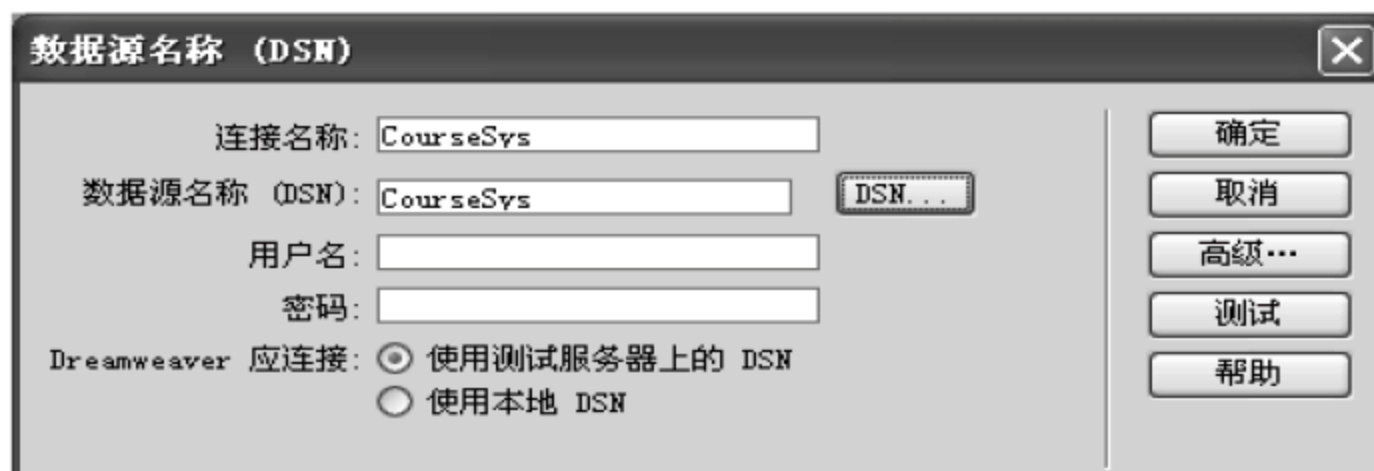 数据源名称 (DSN)
连接名称: CourseSys 确定
数据源名称 (DSN): CourseSys DSN... 取消
用户名: 高级…
密码: 测试
Dreamweaver 应连接: 使用测试服务器上的 DSN 帮助
使用本地 DSN